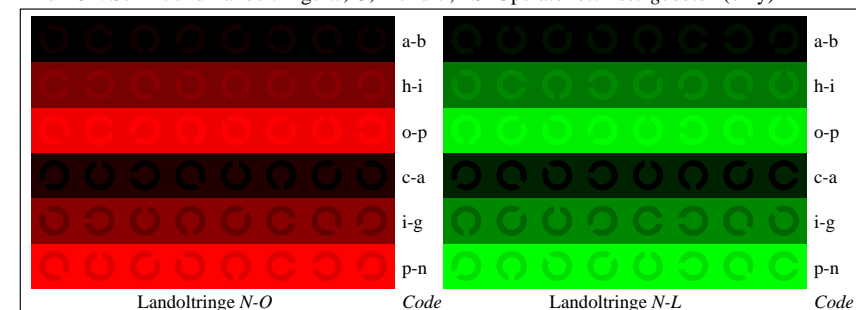 a-b a-b
h-i h-i
o-p o-p
c-a c-a
i-g i-g
p-n p-n
Landoltringe N-O Code Landoltringe N-L Code